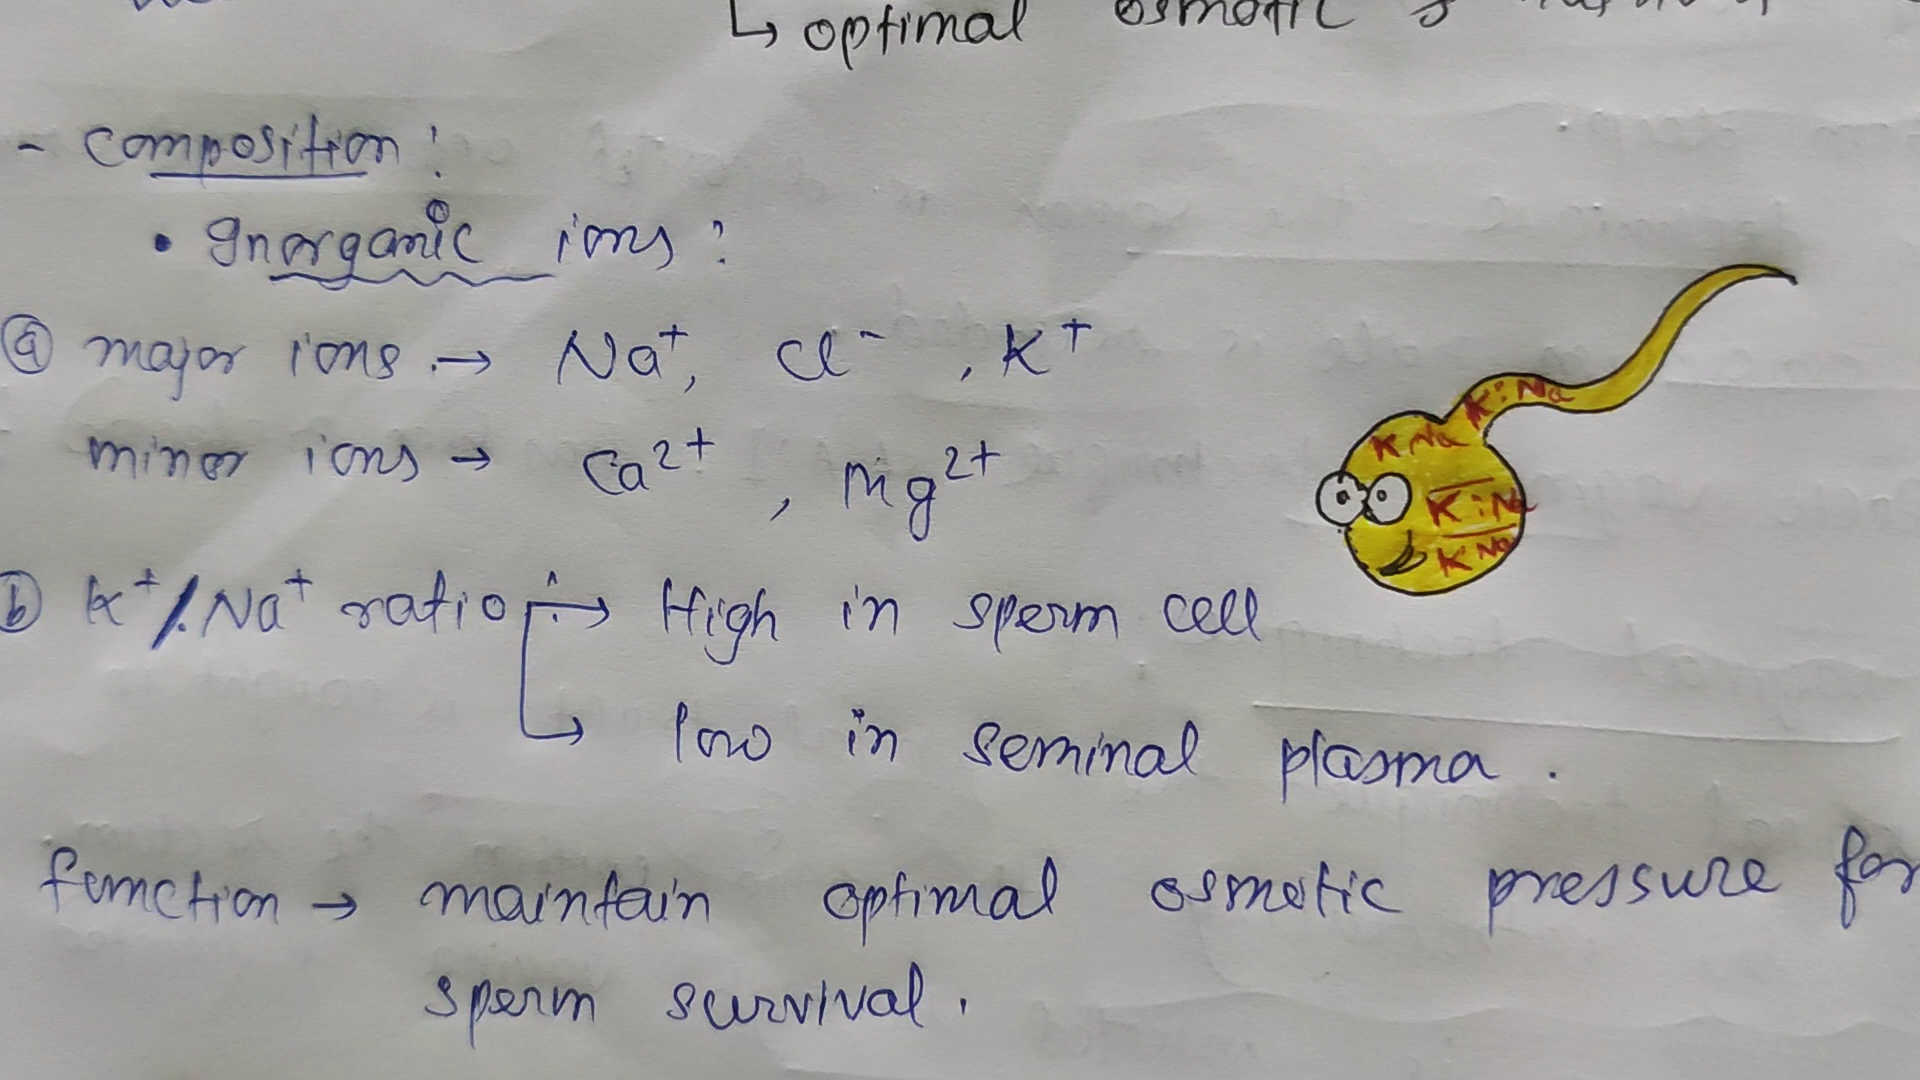 ↳ optimal osmotic &
- Composition :
• Inorganic ions :
ⓐ major ions → Na⁺, Cl⁻, K⁺
minor ions → Ca²⁺, Mg²⁺
K : Na
K Na
K : Na
K Na
ⓑ K⁺/Na⁺ ratio :→ High in sperm cell
↳ low in seminal plasma .
function → maintain optimal osmotic pressure for
sperm survival .